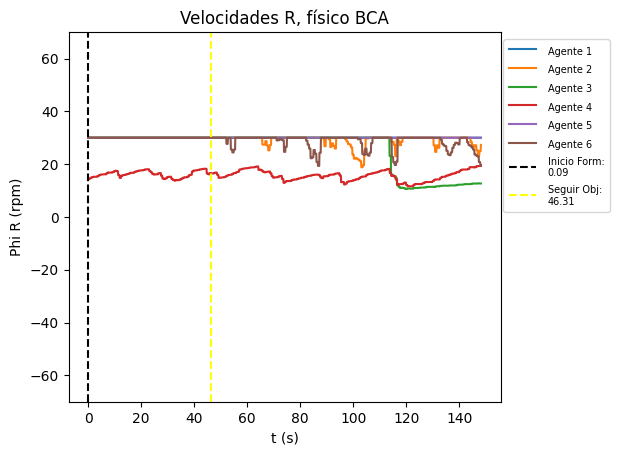 Velocidades R, físico BCA
Phi R (rpm)
60
40
20
0
−20
−40
−60
0
20
40
60
80
100
120
140
t (s)
Agente 1
Agente 2
Agente 3
Agente 4
Agente 5
Agente 6
Inicio Form:
0.09
Seguir Obj:
46.31